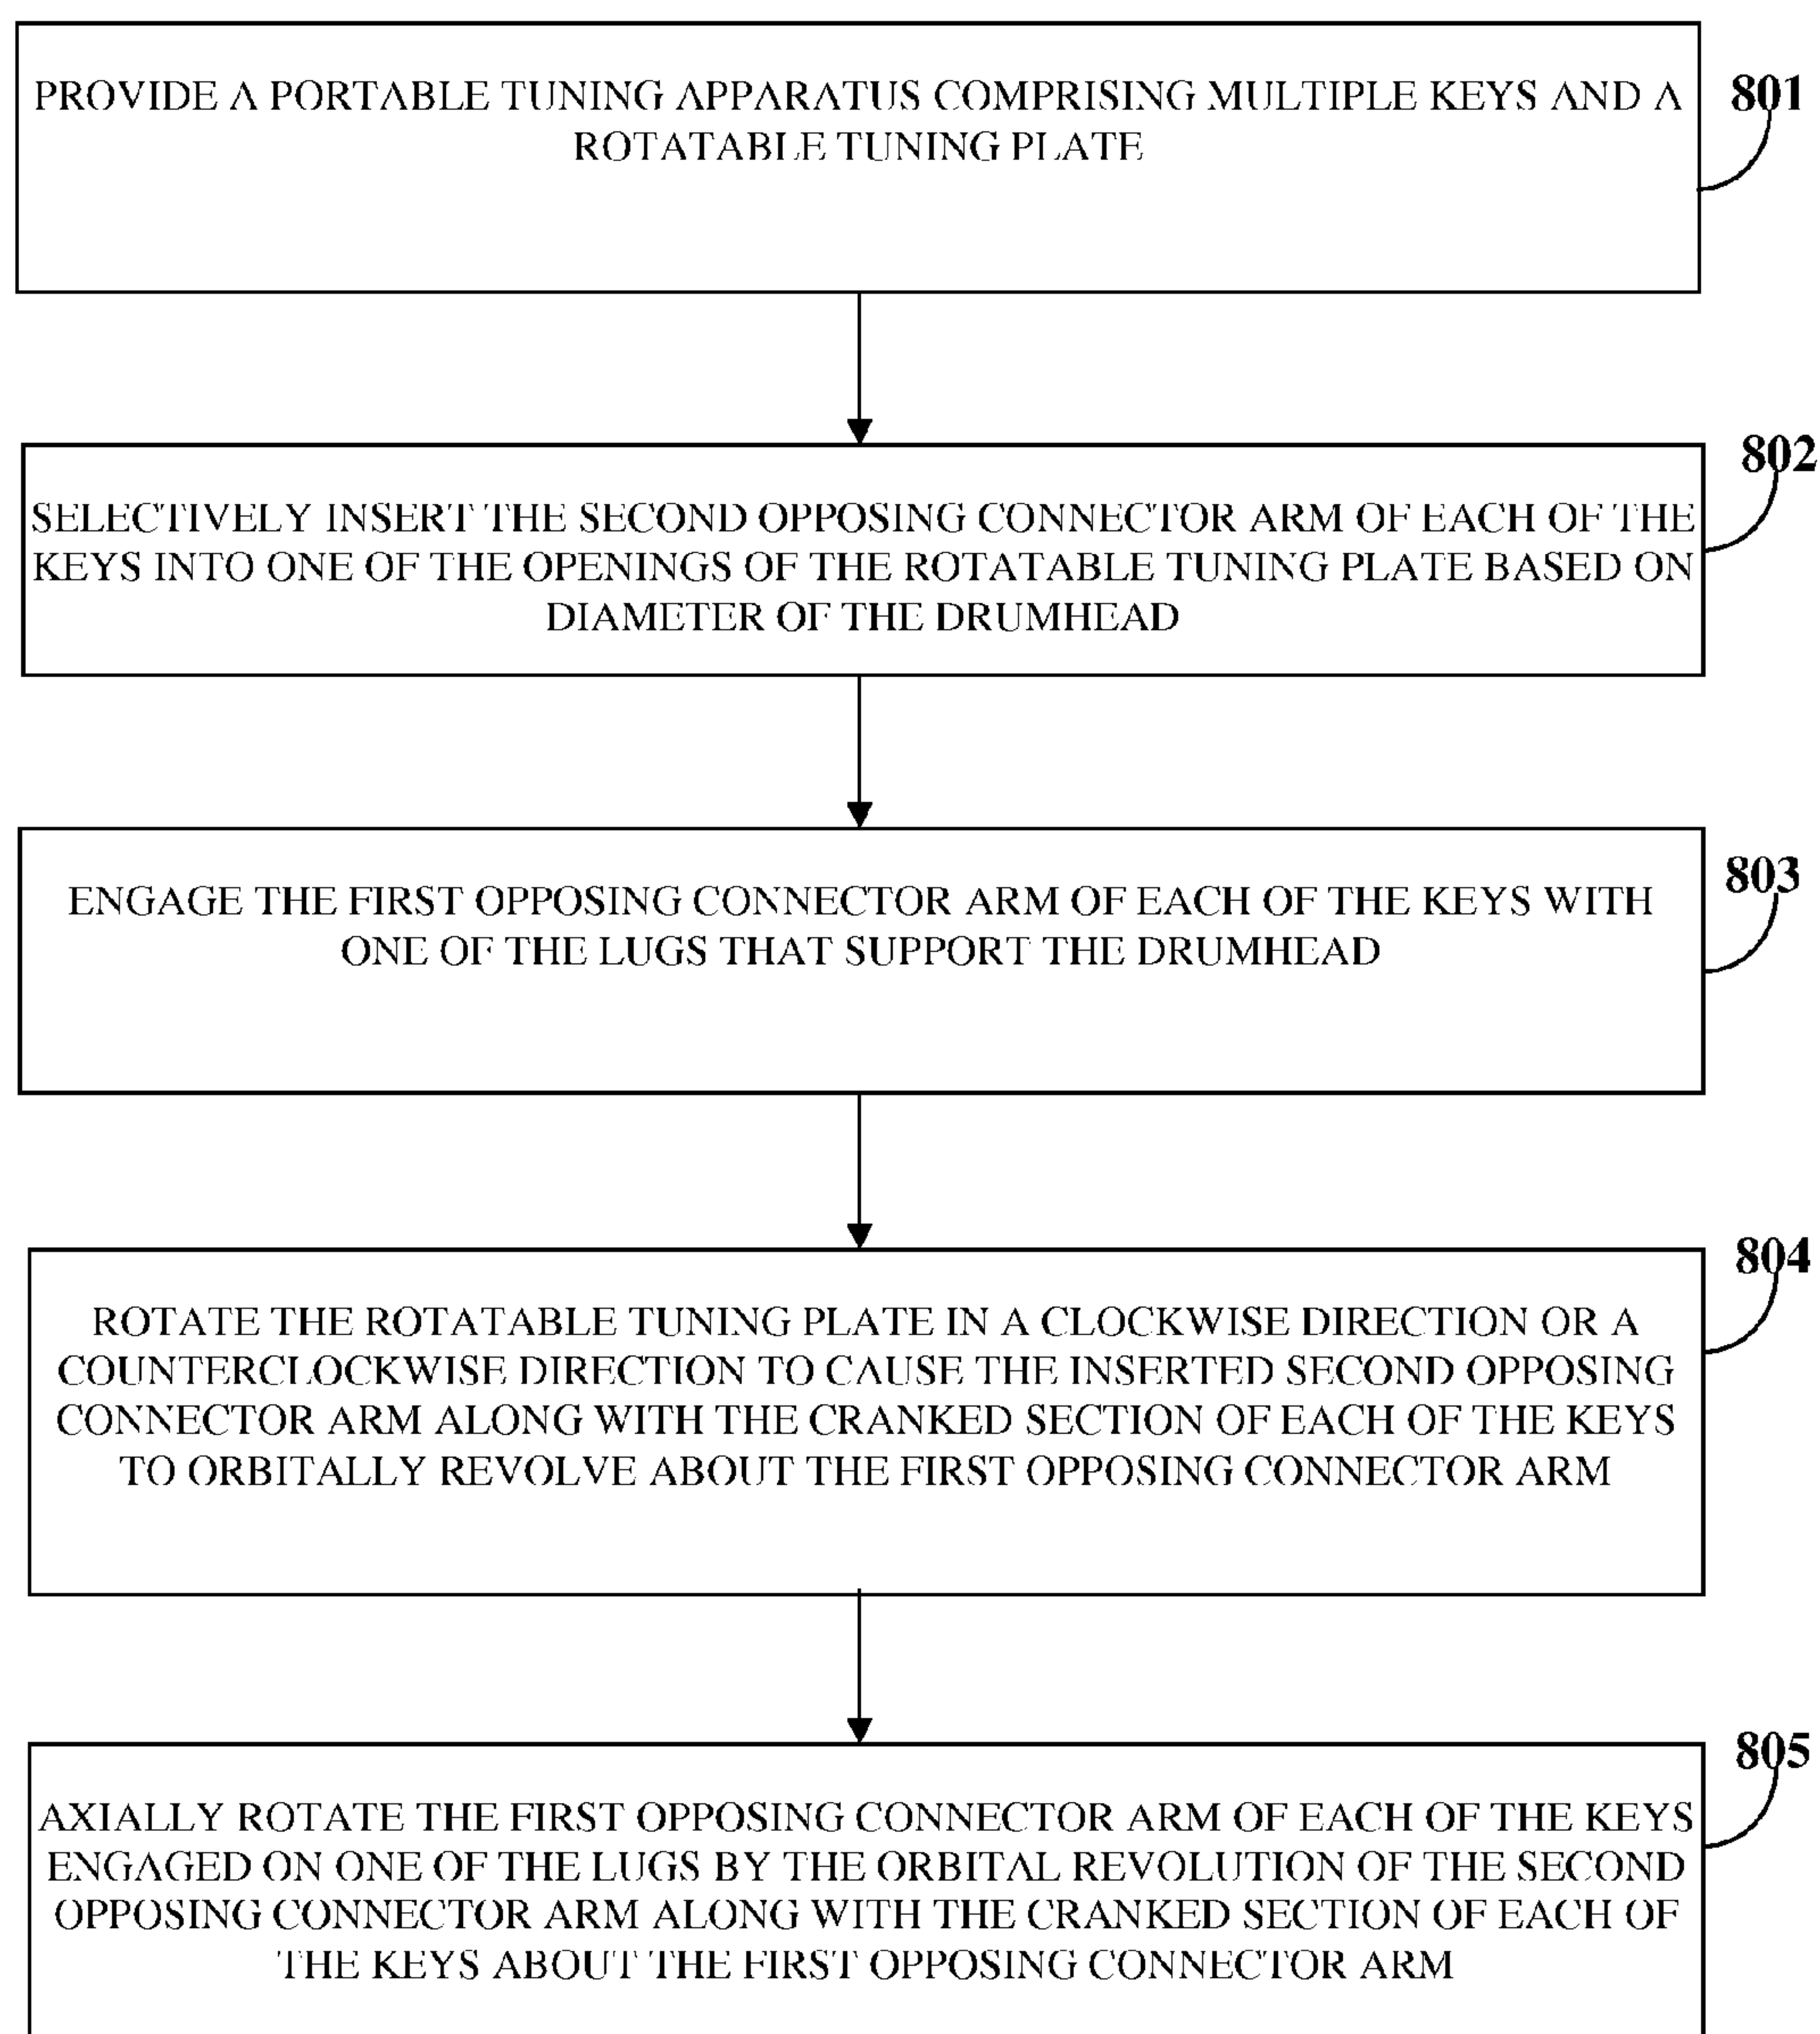 PROVIDE A PORTABLE TUNING APPARATUS COMPRISING MULTIPLE KEYS AND A
ROTATABLE TUNING PLATE
801
SELECTIVELY INSERT THE SECOND OPPOSING CONNECTOR ARM OF EACH OF THE
KEYS INTO ONE OF THE OPENINGS OF THE ROTATABLE TUNING PLATE BASED ON
DIAMETER OF THE DRUMHEAD
802
ENGAGE THE FIRST OPPOSING CONNECTOR ARM OF EACH OF THE KEYS WITH
ONE OF THE LUGS THAT SUPPORT THE DRUMHEAD
803
ROTATE THE ROTATABLE TUNING PLATE IN A CLOCKWISE DIRECTION OR A
COUNTERCLOCKWISE DIRECTION TO CAUSE THE INSERTED SECOND OPPOSING
CONNECTOR ARM ALONG WITH THE CRANKED SECTION OF EACH OF THE KEYS
TO ORBITALLY REVOLVE ABOUT THE FIRST OPPOSING CONNECTOR ARM
804
AXIALLY ROTATE THE FIRST OPPOSING CONNECTOR ARM OF EACH OF THE KEYS
ENGAGED ON ONE OF THE LUGS BY THE ORBITAL REVOLUTION OF THE SECOND
OPPOSING CONNECTOR ARM ALONG WITH THE CRANKED SECTION OF EACH OF
THE KEYS ABOUT THE FIRST OPPOSING CONNECTOR ARM
805